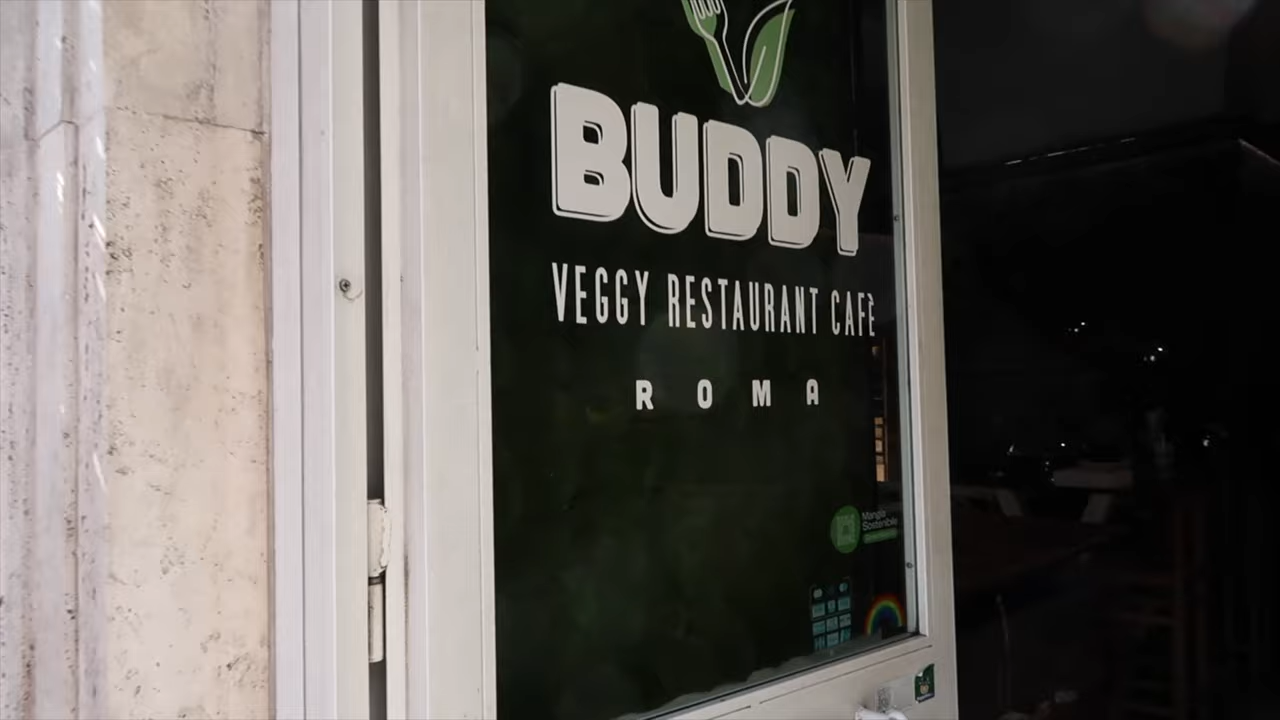 BUDDY
VEGGY RESTAURANT CAFÈ
ROMA
Mangia
Sostenibile